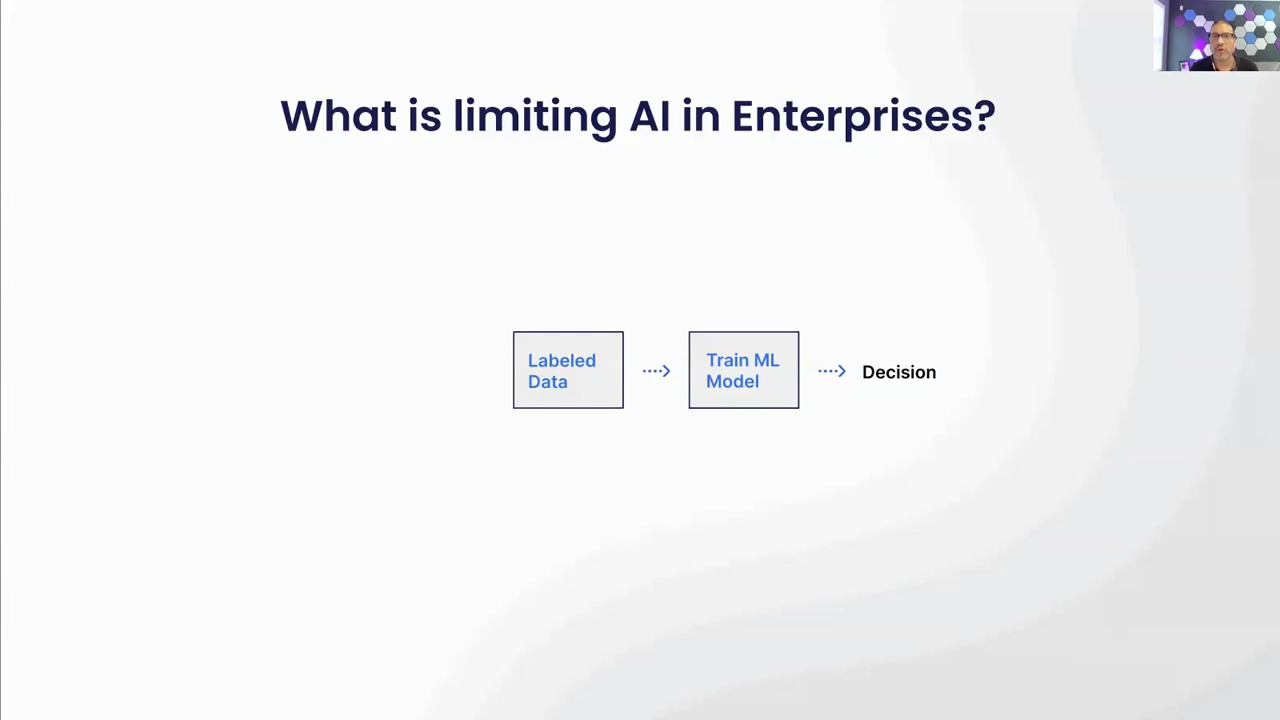 What is limiting AI in Enterprises?
Labeled
Data
Train ML
Model
Decision